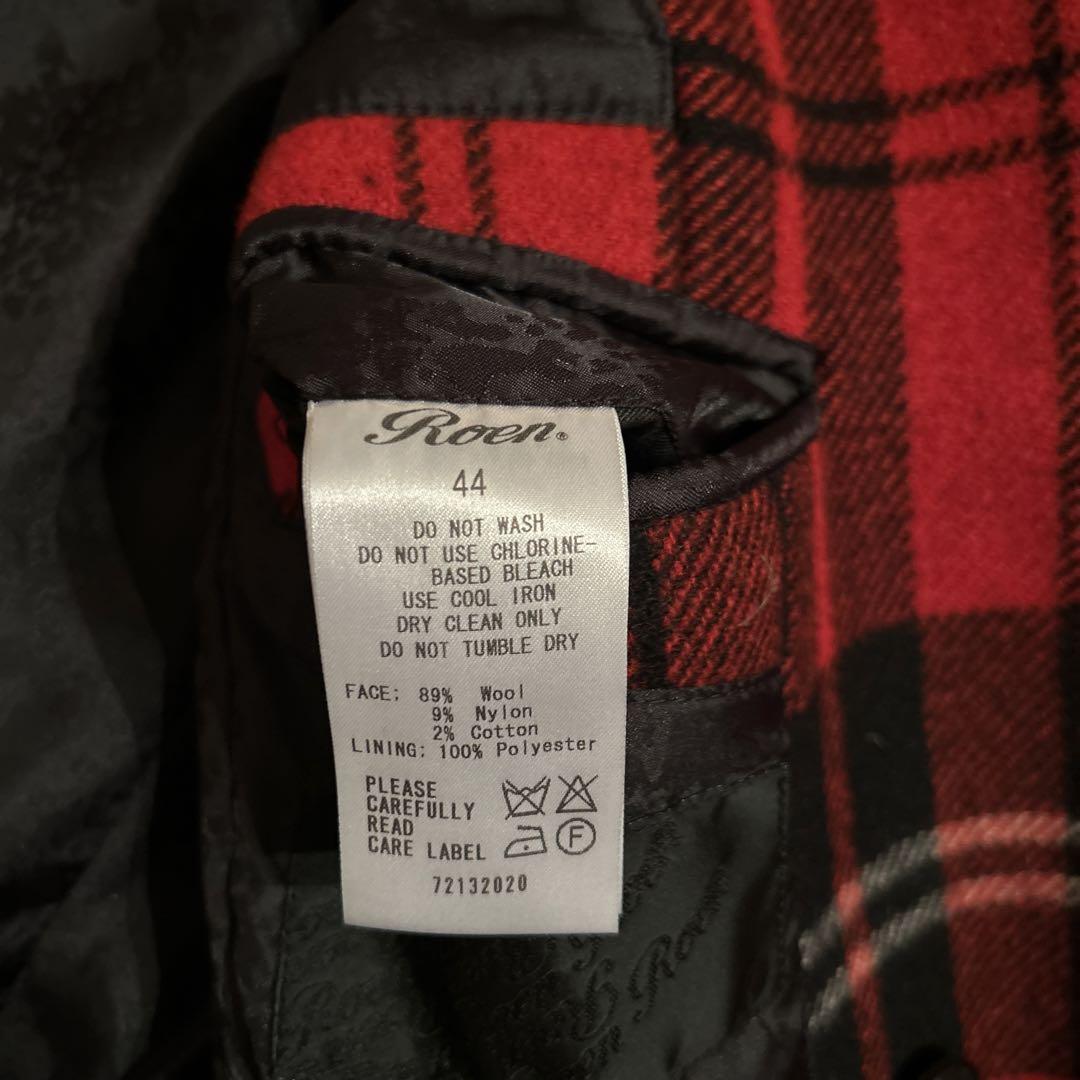 Roen®
44
DO NOT WASH
DO NOT USE CHLORINE-
BASED BLEACH
USE COOL IRON
DRY CLEAN ONLY
DO NOT TUMBLE DRY
FACE: 89% Wool
9% Nylon
2% Cotton
LINING: 100% Polyester
PLEASE
CAREFULLY
READ
CARE LABEL
F
72132020